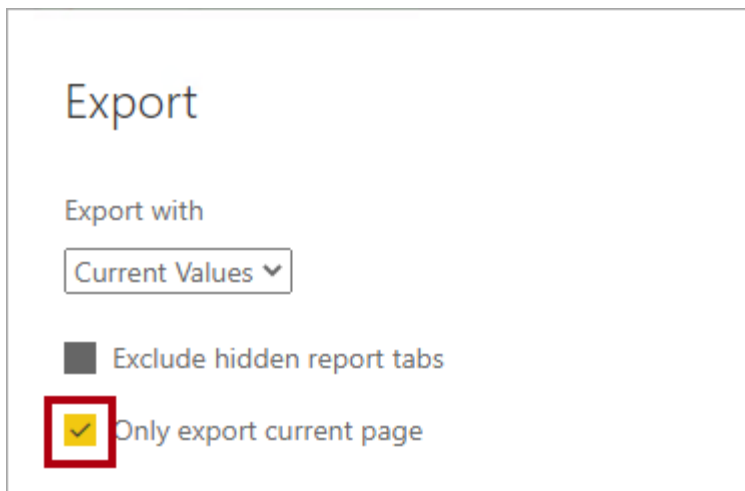 Export
Export with
Current Values
Exclude hidden report tabs
Only export current page